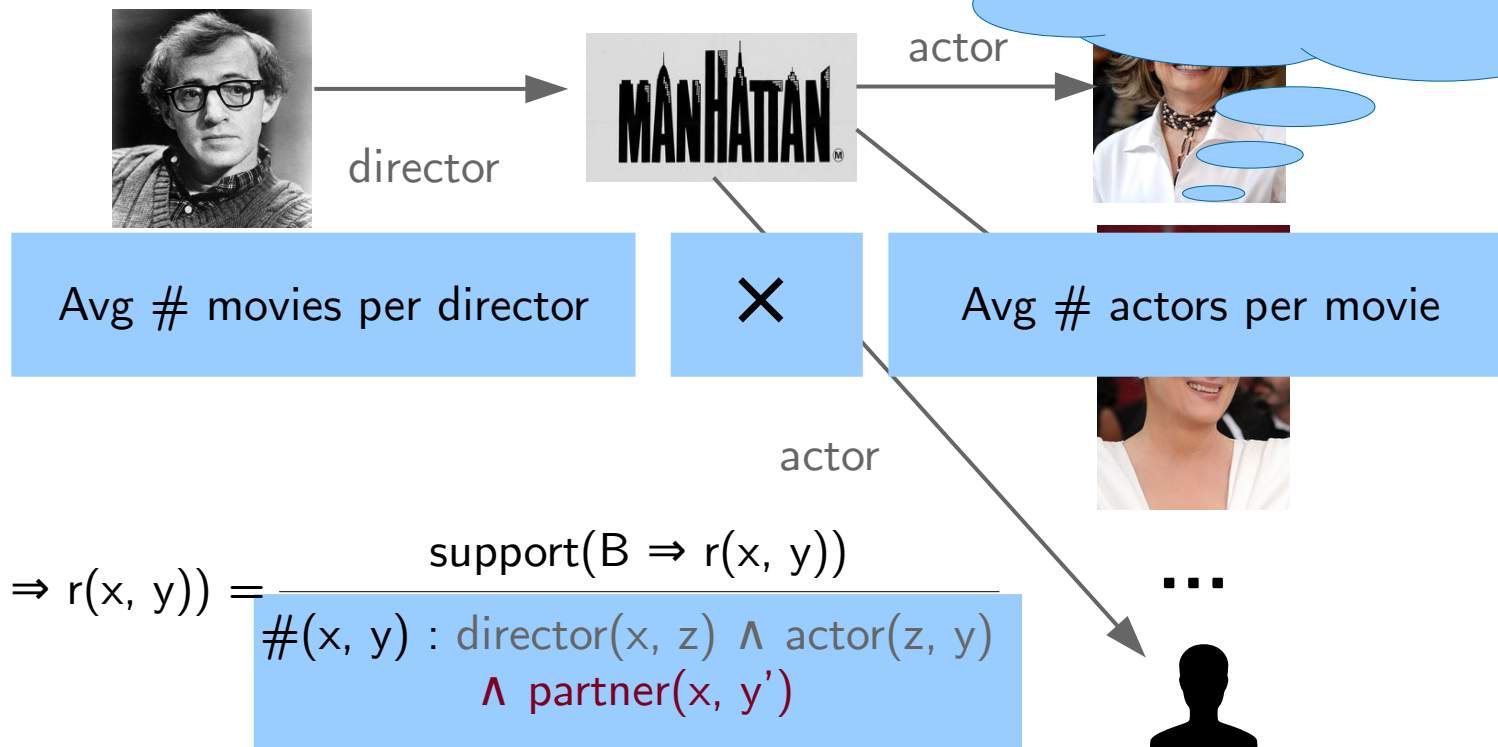 actor
MANHATTAN
director
Avg # movies per director
×
Avg # actors per movie
actor
support(B ⇒ r(x, y))
⇒ r(x, y)) =
#(x, y) : director(x, z) ∧ actor(z, y)
∧ partner(x, y’)
...